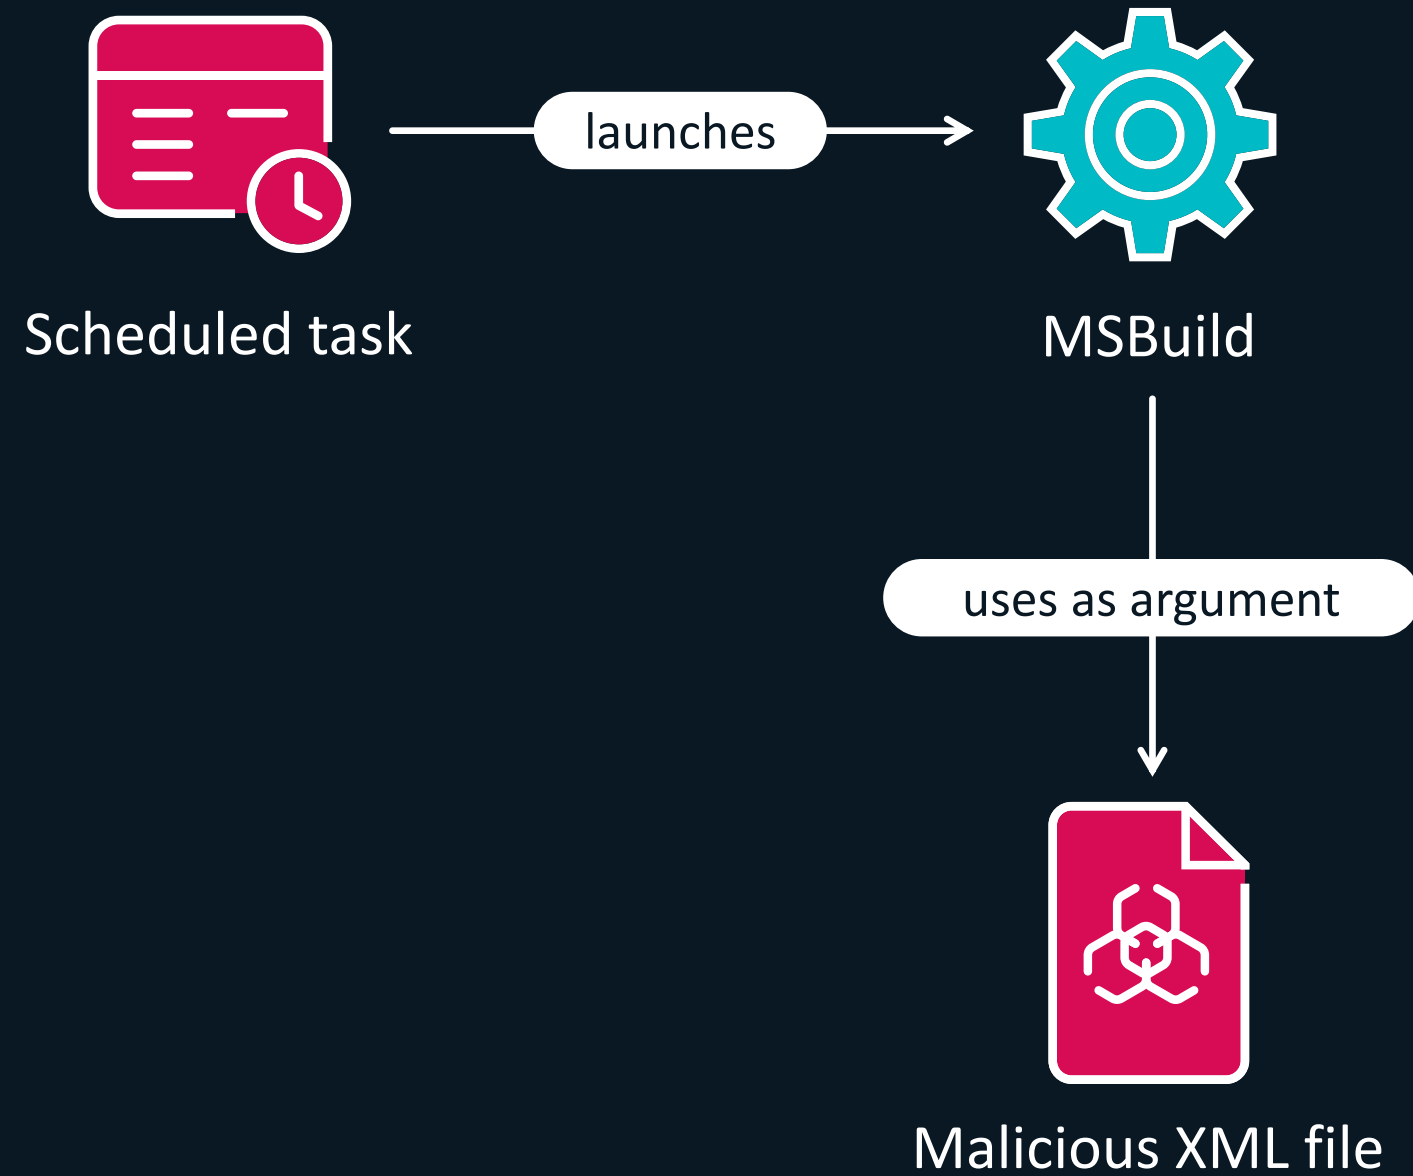 launches
Scheduled task
MSBuild
uses as argument
Malicious XML file